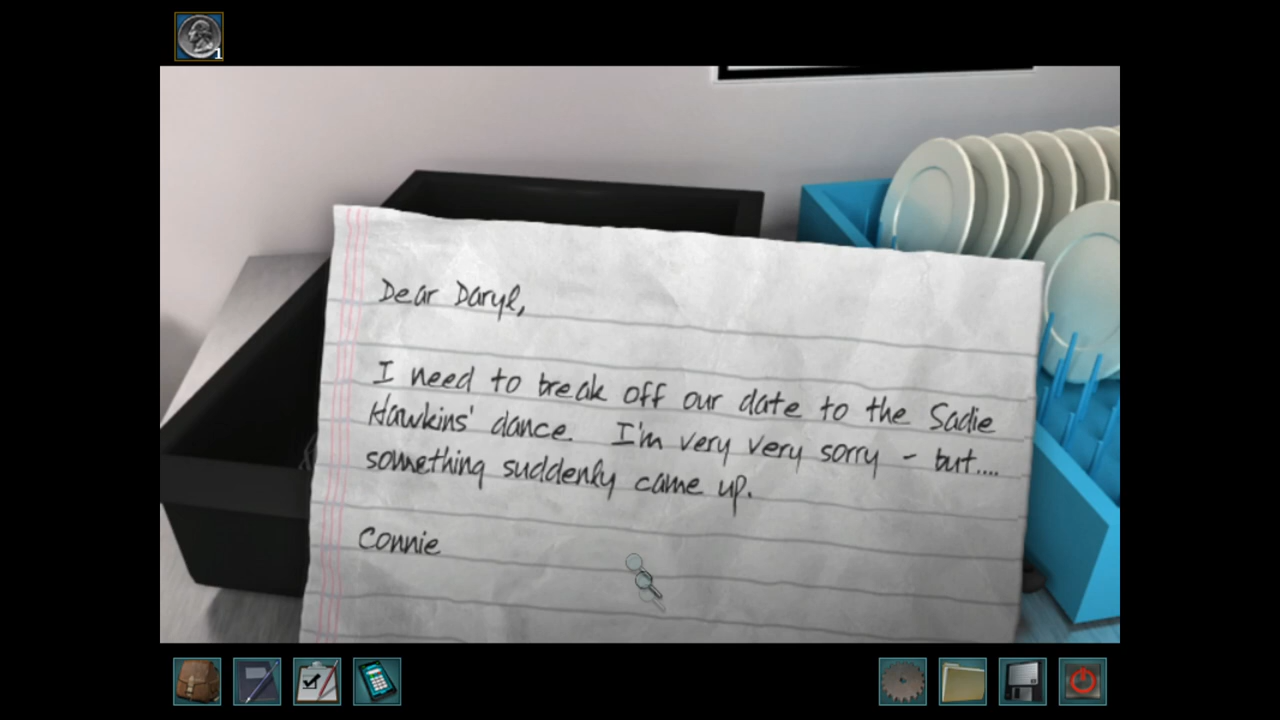 1
Dear Daryl,
I need to break off our date to the Sadie
Hawkins' dance. I'm very very sorry - but....
something suddenly came up.
Connie